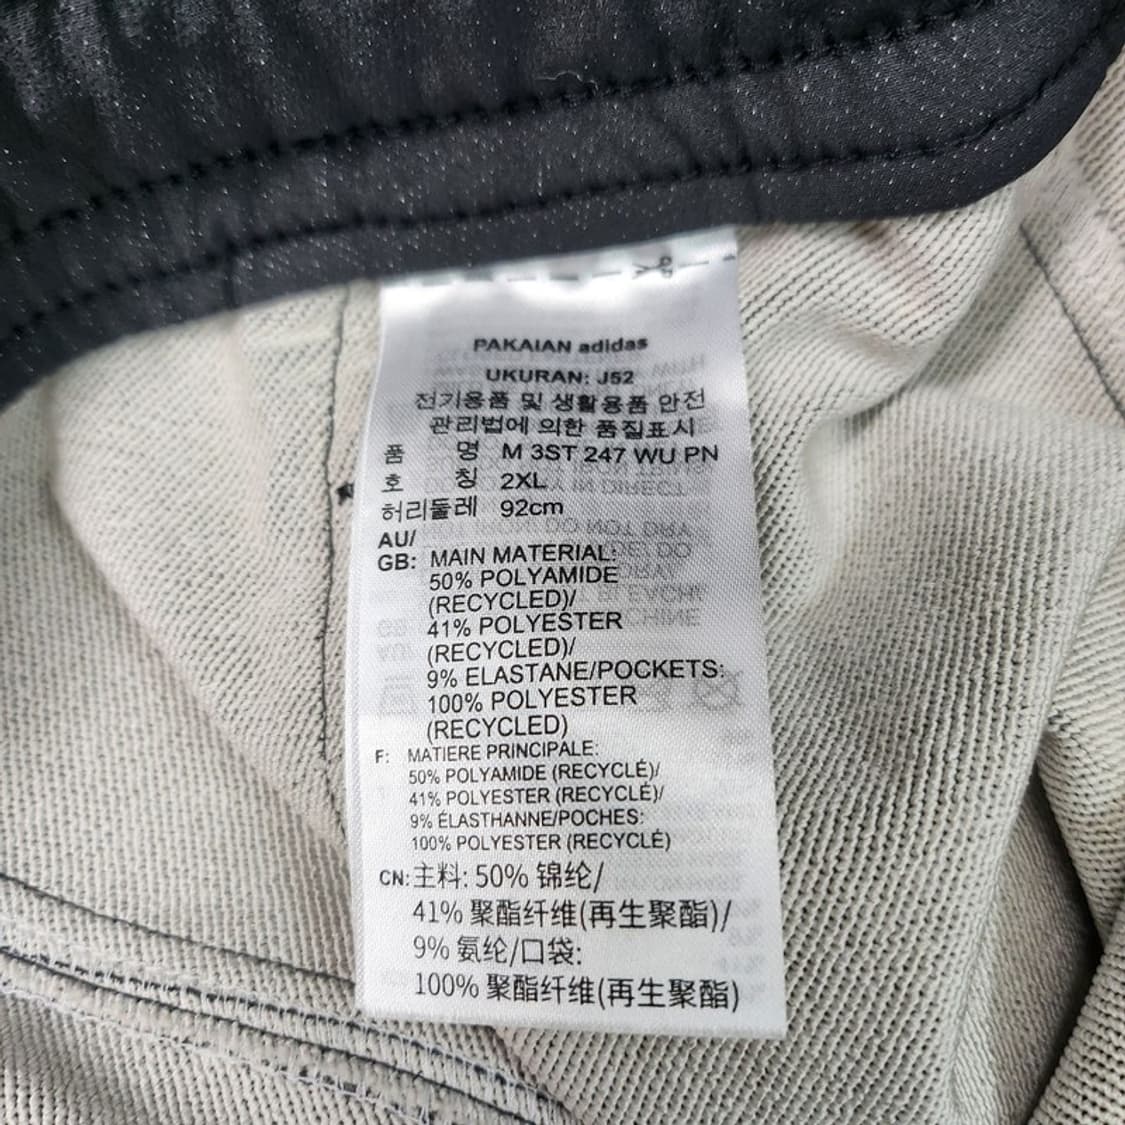 PAKAIAN adidas
UKURAN: J52
전기용품 및 생활용품 안전
관리법에 의한 품질표시
품 명 M 3ST 247 WU PN
호 칭 2XL
허리둘레 92cm
AU/
GB: MAIN MATERIAL:
50% POLYAMIDE
(RECYCLED)/
41% POLYESTER
(RECYCLED)/
9% ELASTANE/POCKETS:
100% POLYESTER
(RECYCLED)
F: MATIERE PRINCIPALE:
50% POLYAMIDE (RECYCLÉ)/
41% POLYESTER (RECYCLÉ)/
9% ÉLASTHANNE/POCHES:
100% POLYESTER (RECYCLÉ)
CN: 主料: 50% 锦纶/
41% 聚酯纤维(再生聚酯)/
9% 氨纶/口袋:
100% 聚酯纤维(再生聚酯)